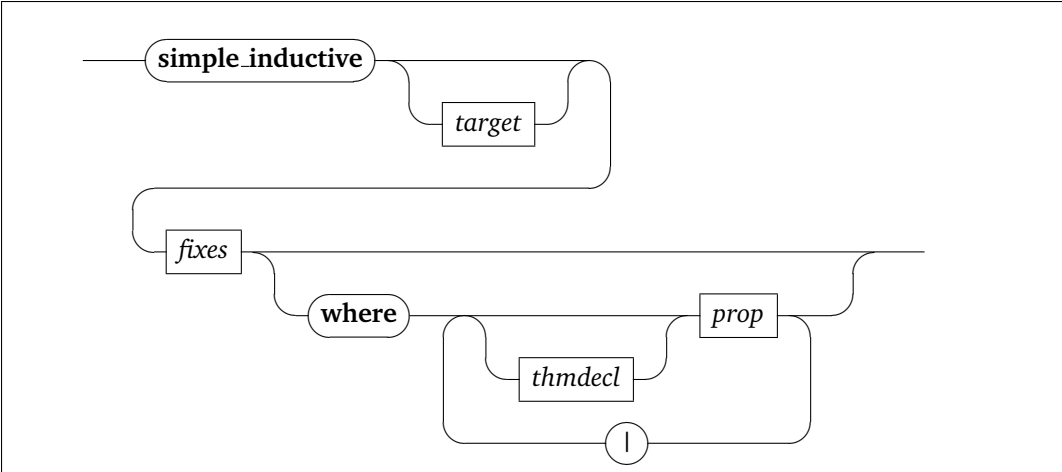 simple_inductive
target
fixes
where
prop
thmdecl
|